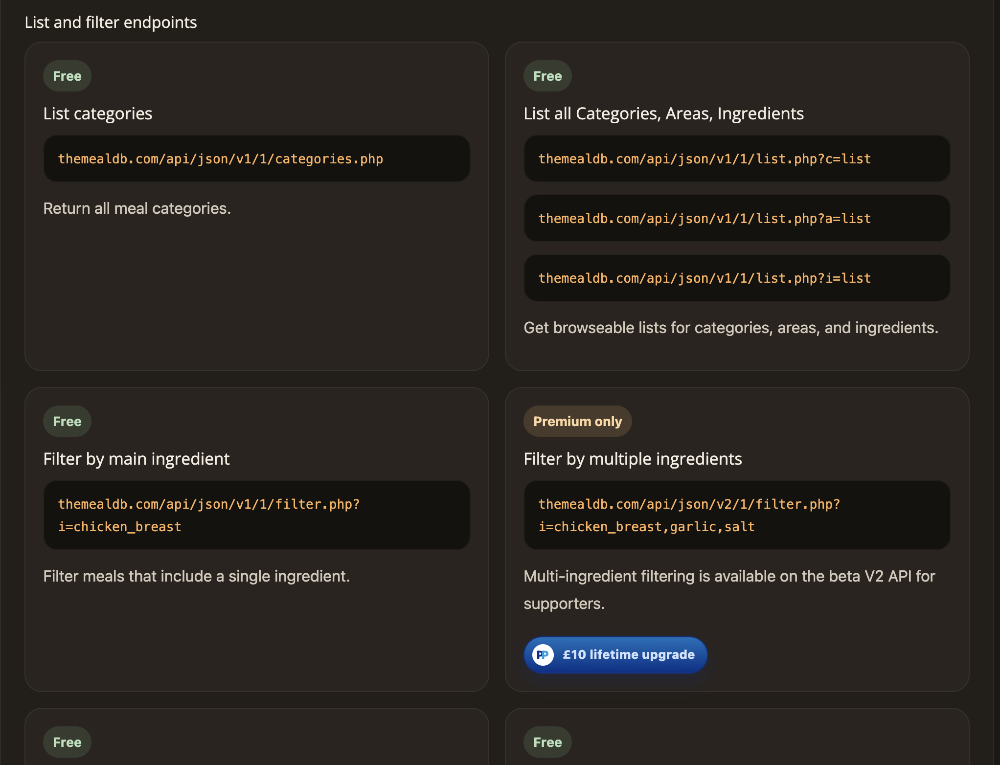 List and filter endpoints
Free
List categories
themealdb.com/api/json/v1/1/categories.php
Return all meal categories.
Free
List all Categories, Areas, Ingredients
themealdb.com/api/json/v1/1/list.php?c=list
themealdb.com/api/json/v1/1/list.php?a=list
themealdb.com/api/json/v1/1/list.php?i=list
Get browseable lists for categories, areas, and ingredients.
Free
Filter by main ingredient
themealdb.com/api/json/v1/1/filter.php?
i=chicken_breast
Filter meals that include a single ingredient.
Premium only
Filter by multiple ingredients
themealdb.com/api/json/v2/1/filter.php?
i=chicken_breast,garlic,salt
Multi-ingredient filtering is available on the beta V2 API for
supporters.
PP £10 lifetime upgrade
Free
Free